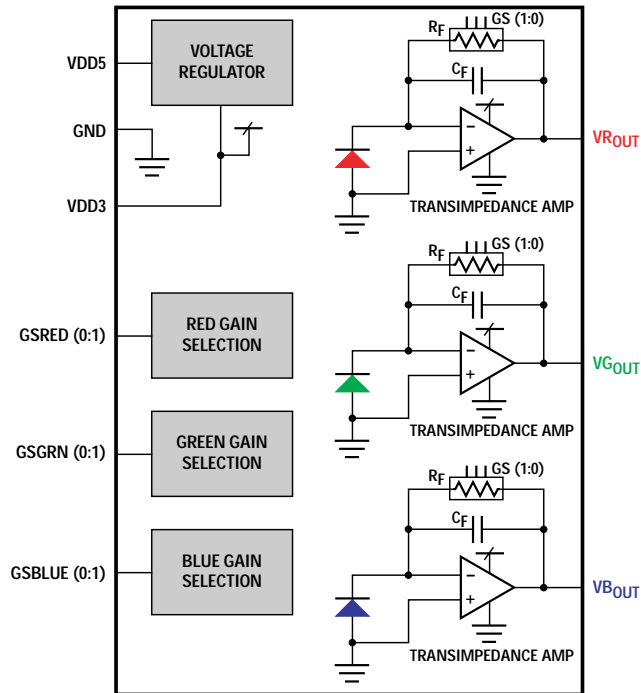 VDD5
VOLTAGE
REGULATOR
GND
VDD3
RF
GS (1:0)
CF
−
+
VROUT
TRANSIMPEDANCE AMP
RF
GS (1:0)
CF
−
+
VGOUT
TRANSIMPEDANCE AMP
GSRED (0:1)
RED GAIN
SELECTION
GSGRN (0:1)
GREEN GAIN
SELECTION
GSBLUE (0:1)
BLUE GAIN
SELECTION
RF
GS (1:0)
CF
−
+
VBOUT
TRANSIMPEDANCE AMP